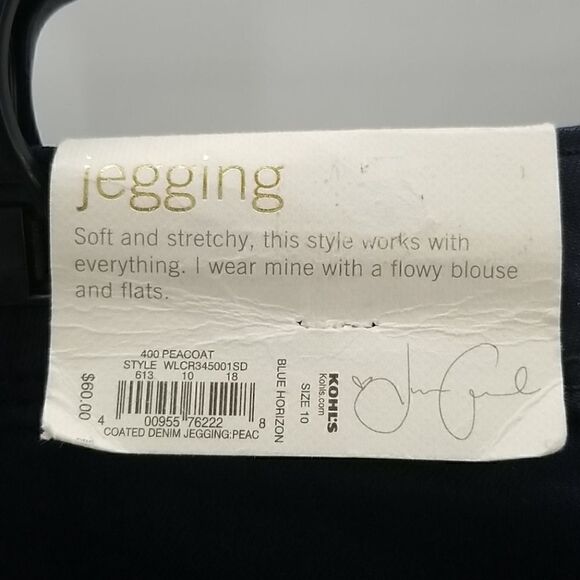 jegging
Soft and stretchy, this style works with
everything. I wear mine with a flowy blouse
and flats.
400 PEACOAT
STYLE WLCR345001SD
613 10 18
4 00955 76222 8
COATED DENIM JEGGING:PEAC
$60.00
BLUE HORIZON
SIZE 10
KOHL'S
Kohls.com